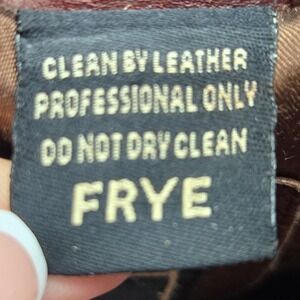 CLEAN BY LEATHER
PROFESSIONAL ONLY
DO NOT DRY CLEAN
FRYE